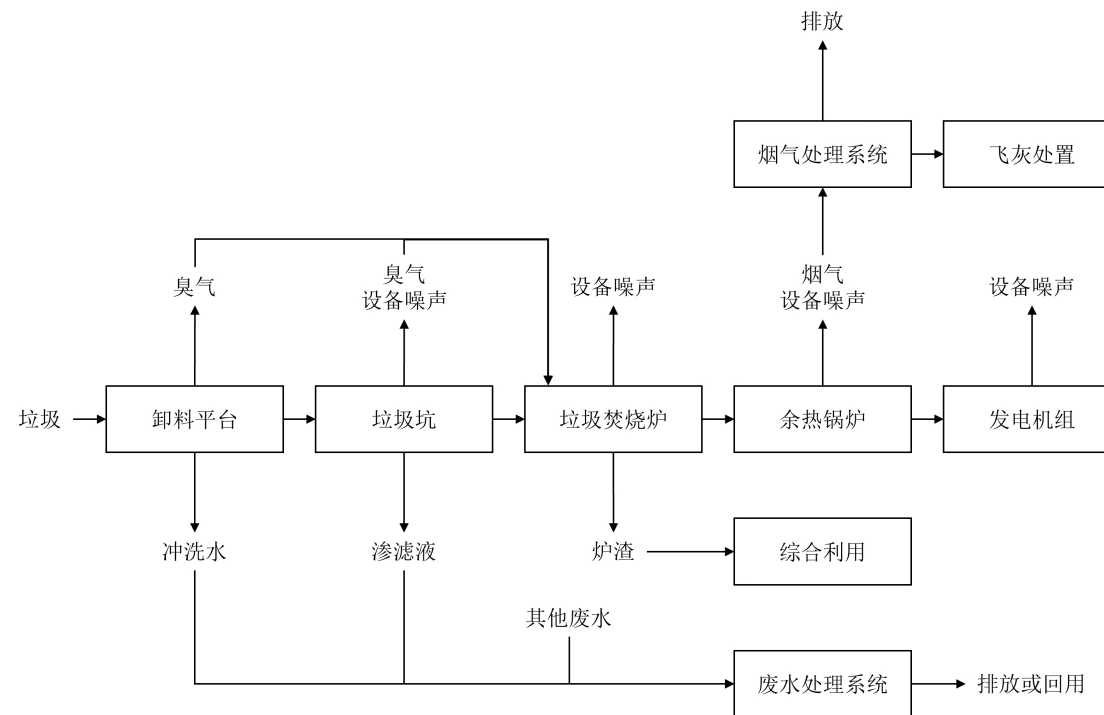 排放
烟气处理系统
飞灰处置
臭气
臭气
设备噪声
设备噪声
烟气
设备噪声
设备噪声
垃圾
卸料平台
垃圾坑
垃圾焚烧炉
余热锅炉
发电机组
冲洗水
渗滤液
炉渣
综合利用
其他废水
废水处理系统
排放或回用